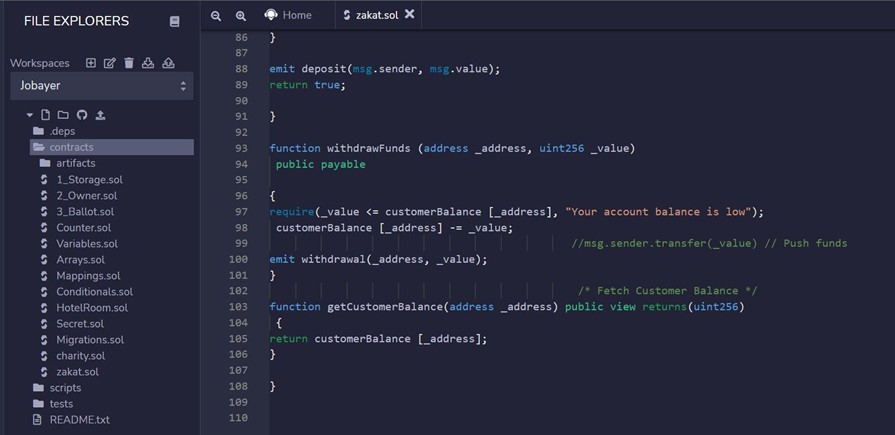 FILE EXPLORERS
Workspaces
Jobayer
.deps
contracts
artifacts
1_Storage.sol
2_Owner.sol
3_Ballot.sol
Counter.sol
Variables.sol
Arrays.sol
Mappings.sol
Conditionals.sol
HotelRoom.sol
Secret.sol
Migrations.sol
charity.sol
zakat.sol
scripts
tests
README.txt
Home
zakat.sol
86 }
87
88 emit deposit(msg.sender, msg.value);
89 return true;
90
91 }
92
93 function withdrawFunds (address _address, uint256 _value)
94 public payable
95
96 {
97 require(_value <= customerBalance [_address], "Your account balance is low");
98 customerBalance [_address] -= _value;
99 //msg.sender.transfer(_value) // Push funds
100 emit withdrawal(_address, _value);
101 }
102 /* Fetch Customer Balance */
103 function getCustomerBalance(address _address) public view returns(uint256)
104 {
105 return customerBalance [_address];
106 }
107
108 }
109
110